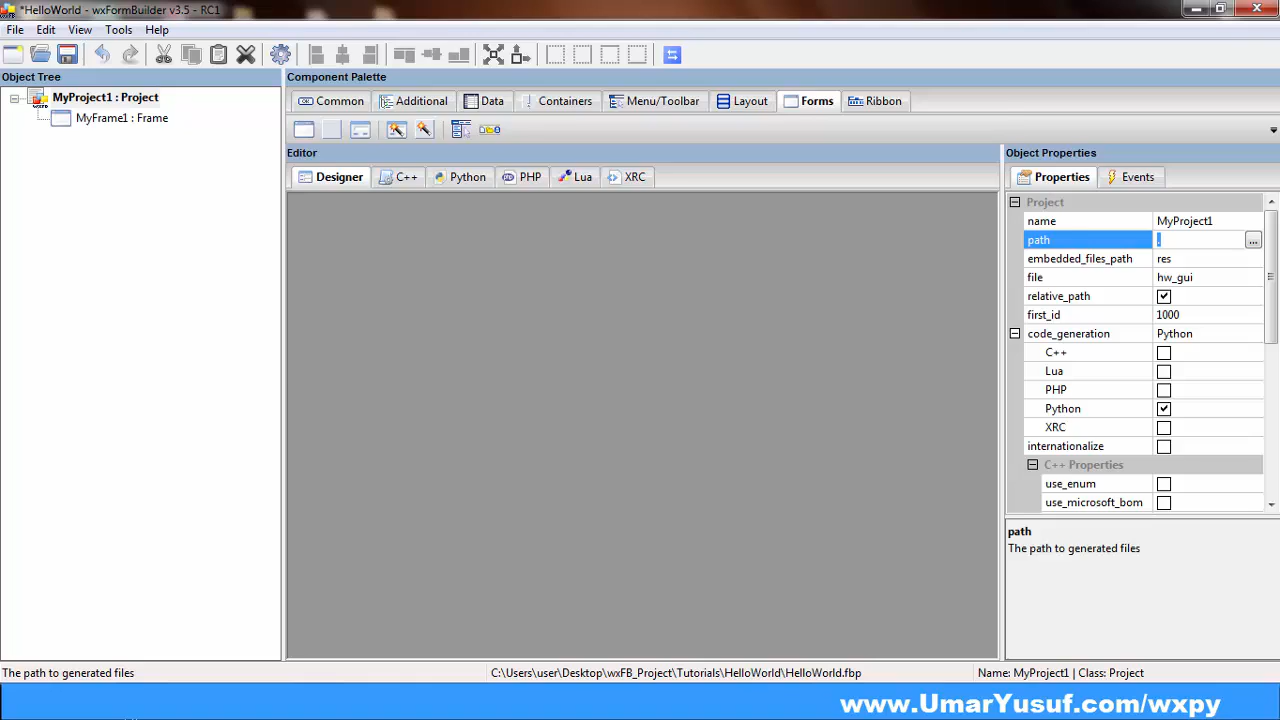 *HelloWorld - wxFormBuilder v3.5 - RC1
File Edit View Tools Help
Object Tree
MyProject1 : Project
MyFrame1 : Frame
Component Palette
Common Additional Data Containers Menu/Toolbar Layout Forms Ribbon
Editor
Designer C++ Python PHP Lua XRC
Object Properties
Properties Events
Project
name MyProject1
path . ...
embedded_files_path res
file hw_gui
relative_path
first_id 1000
code_generation Python
C++
Lua
PHP
Python
XRC
internationalize
C++ Properties
use_enum
use_microsoft_bom
path
The path to generated files
The path to generated files C:\Users\user\Desktop\wxFB_Project\Tutorials\HelloWorld\HelloWorld.fbp Name: MyProject1 | Class: Project
www.UmarYusuf.com/wxpy